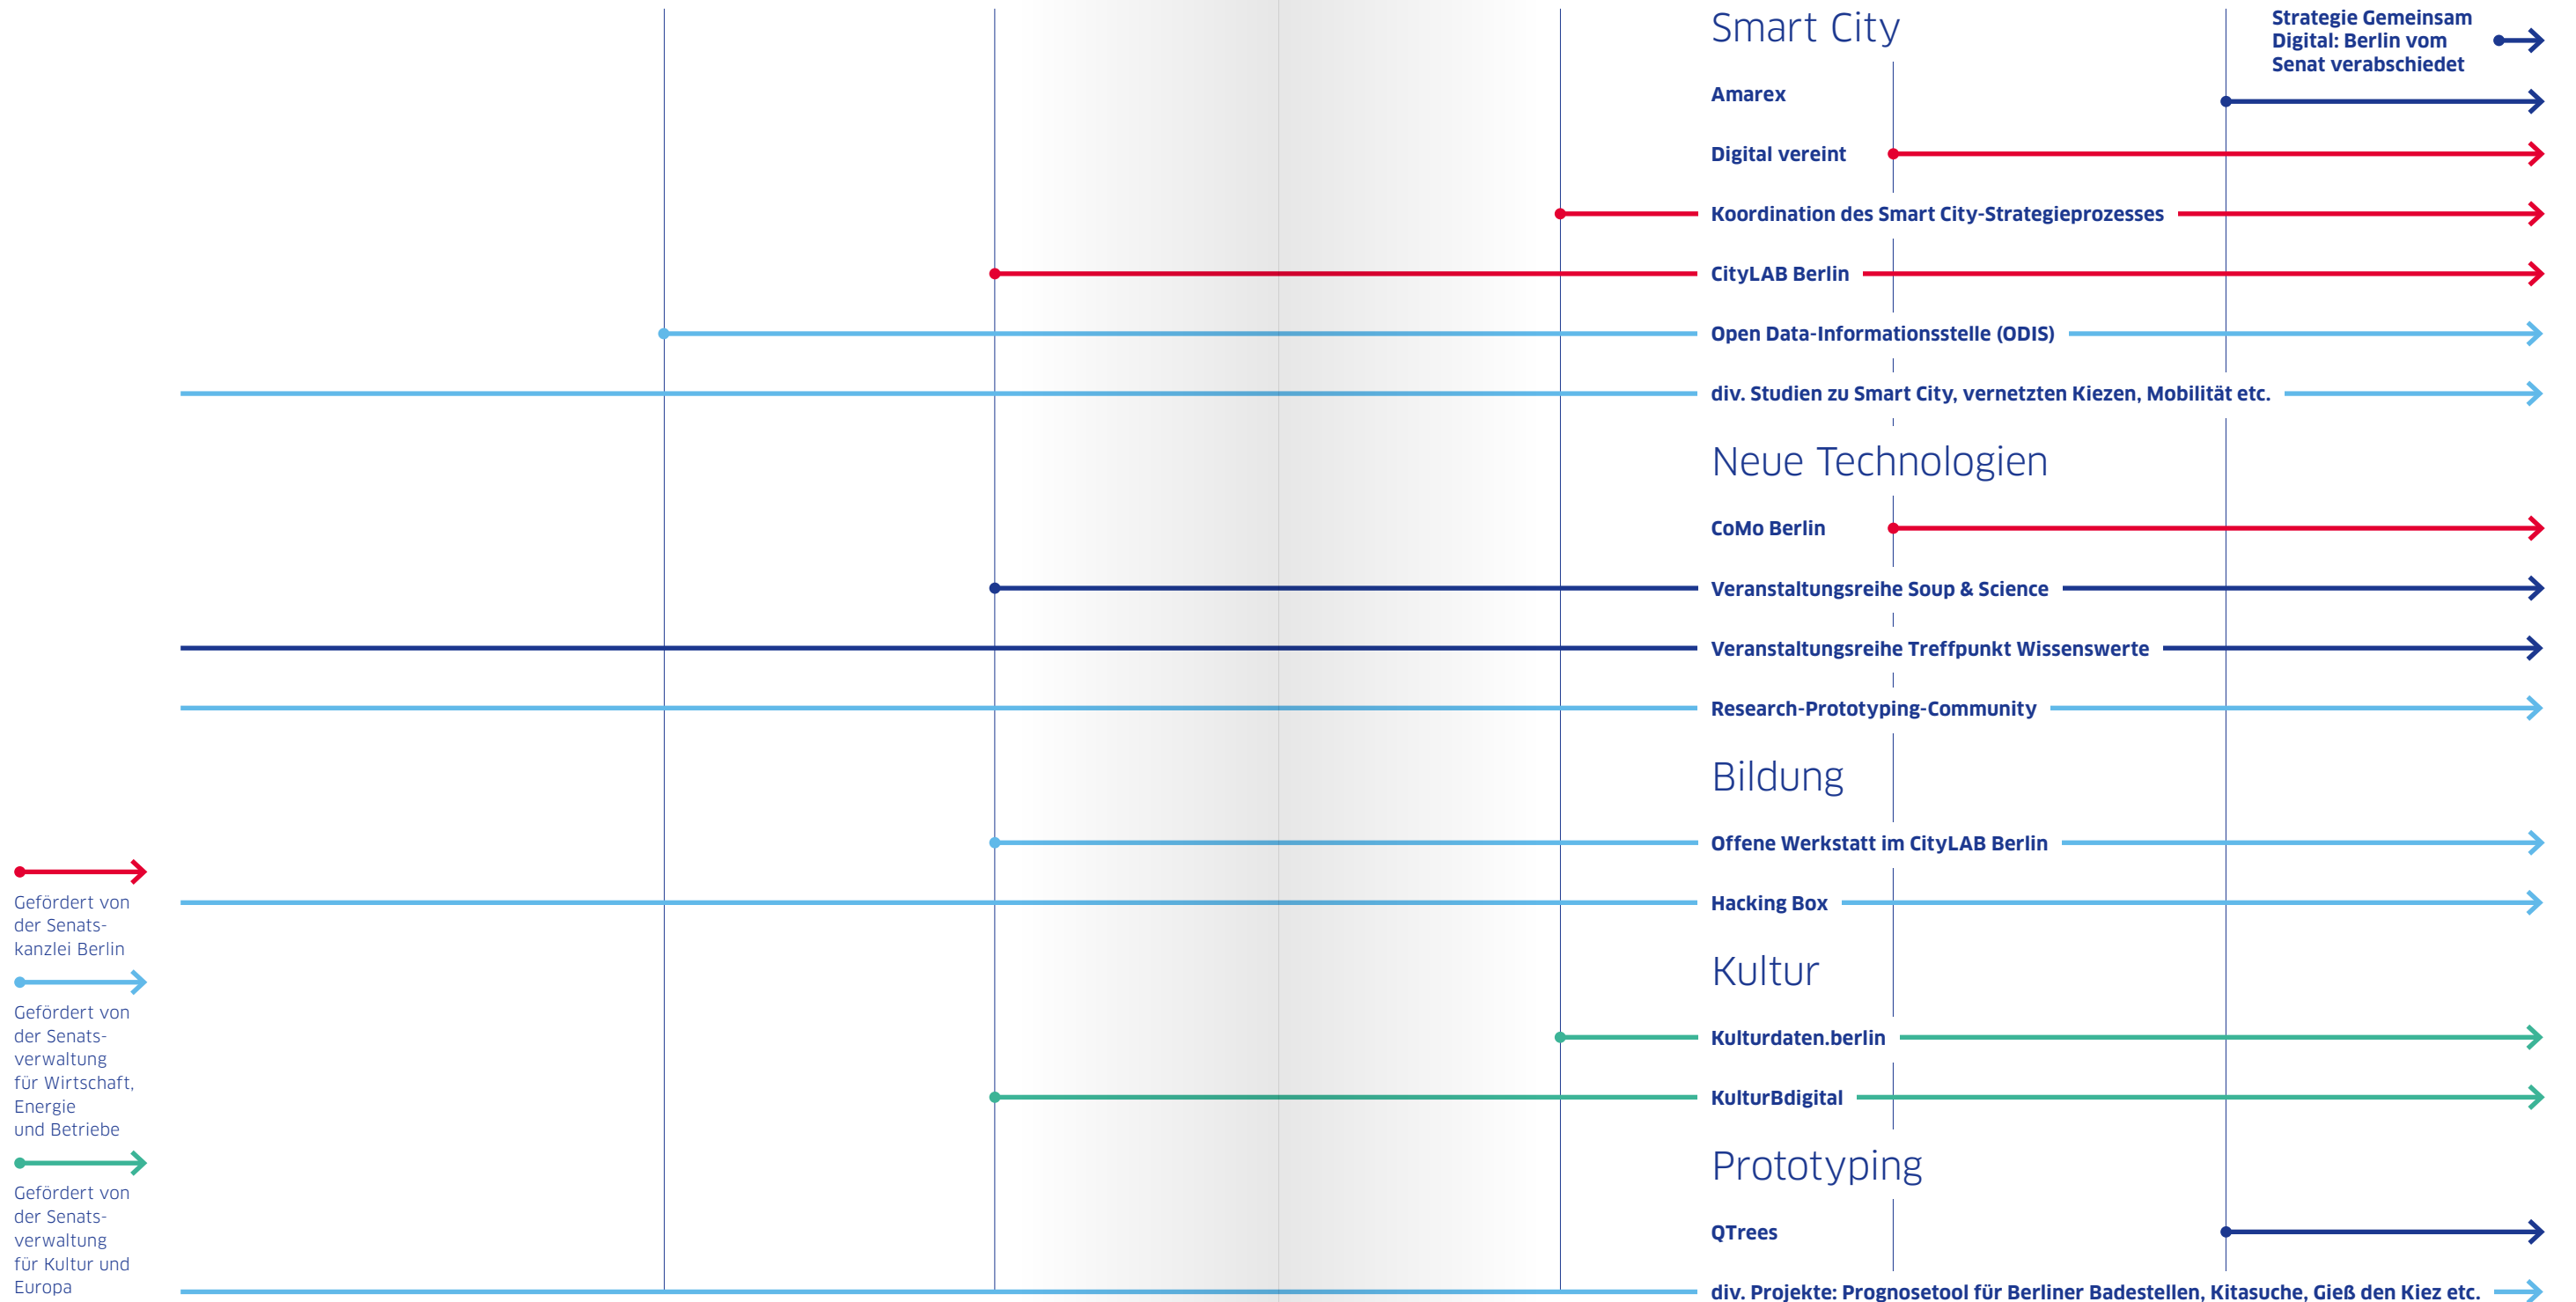 Smart City
Strategie Gemeinsam
Digital: Berlin vom
Senat verabschiedet
Amarex
Digital vereint
Koordination des Smart City-Strategieprozesses
CityLAB Berlin
Open Data-Informationsstelle (ODIS)
div. Studien zu Smart City, vernetzten Kiezen, Mobilität etc.
Neue Technologien
CoMo Berlin
Veranstaltungsreihe Soup & Science
Veranstaltungsreihe Treffpunkt Wissenswerte
Research-Prototyping-Community
Bildung
Offene Werkstatt im CityLAB Berlin
Hacking Box
Kultur
Kulturdaten.berlin
KulturBdigital
Prototyping
QTrees
div. Projekte: Prognosetool für Berliner Badestellen, Kitasuche, Gieß den Kiez etc.
Gefördert von
der Senats-
kanzlei Berlin
Gefördert von
der Senats-
verwaltung
für Wirtschaft,
Energie
und Betriebe
Gefördert von
der Senats-
verwaltung
für Kultur und
Europa